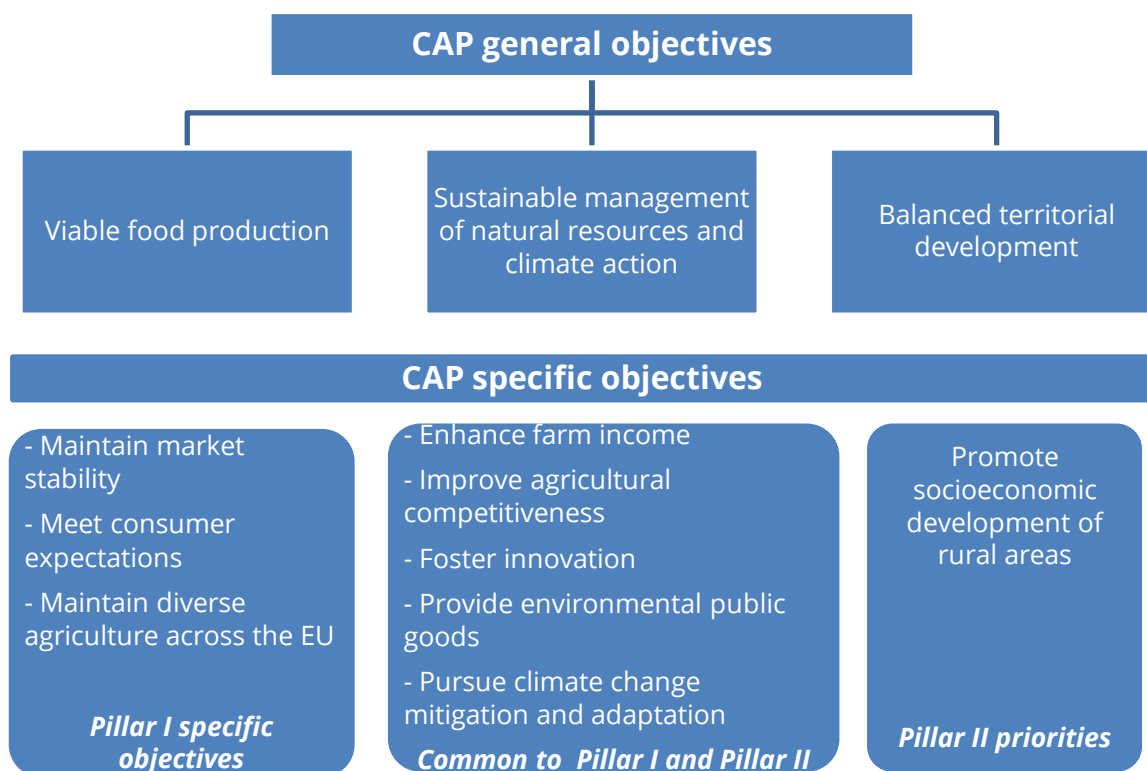 CAP general objectives
Viable food production
Sustainable management
of natural resources and
climate action
Balanced territorial
development
CAP specific objectives
- Maintain market
stability
- Meet consumer
expectations
- Maintain diverse
agriculture across the EU
Pillar I specific
objectives
- Enhance farm income
- Improve agricultural
competitiveness
- Foster innovation
- Provide environmental public
goods
- Pursue climate change
mitigation and adaptation
Common to Pillar I and Pillar II
Promote
socioeconomic
development of
rural areas
Pillar II priorities